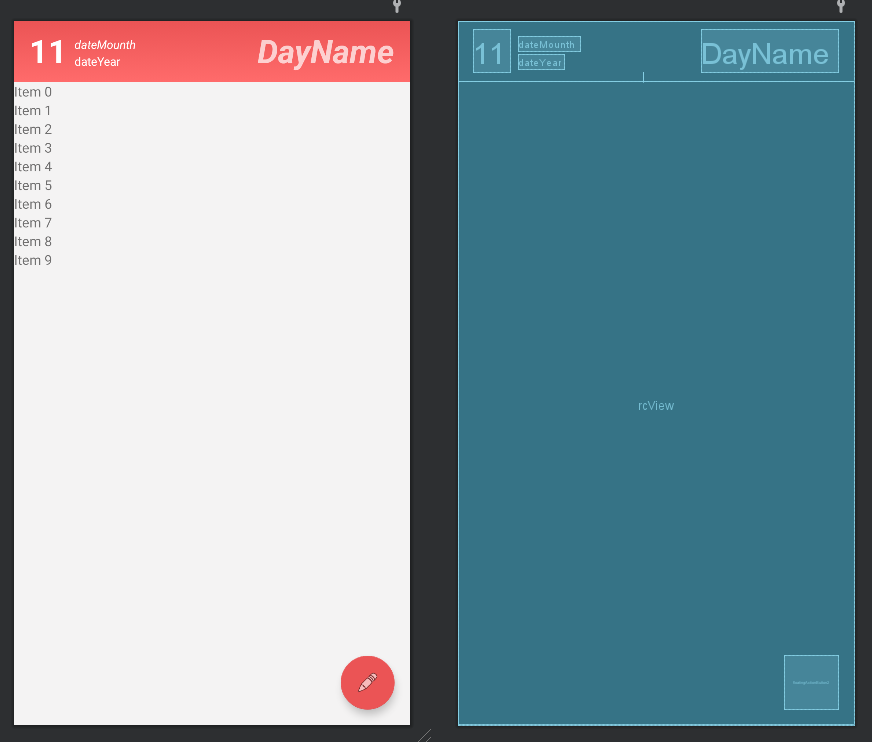 11
dateMounth
dateYear
DayName
Item 0
Item 1
Item 2
Item 3
Item 4
Item 5
Item 6
Item 7
Item 8
Item 9
11
dateMounth
dateYear
DayName
rcView